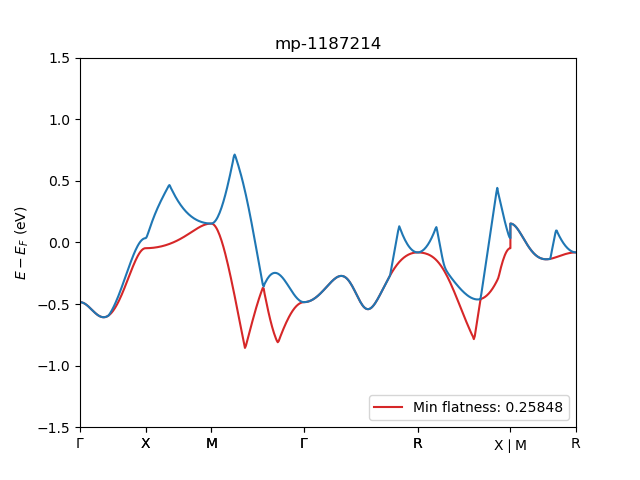 mp-1187214
E − E_F (eV)
1.5
1.0
0.5
0.0
−0.5
−1.0
−1.5
Min flatness: 0.25848
Γ X M Γ R X | M R